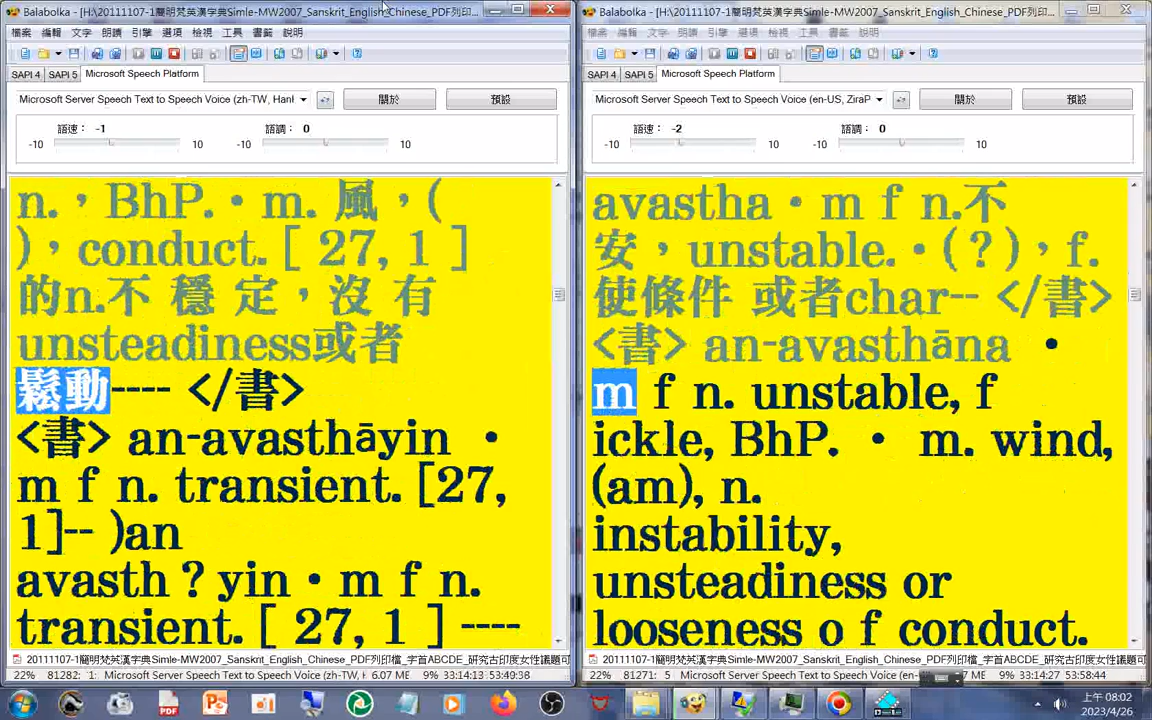 Balabolka - [H:\20111107-1簡明梵英漢字典Simle-MW2007_Sanskrit_English_Chinese_PDF列印...
檔案 編輯 文字 朗讀 引擎 選項 檢視 工具 書籤 說明
SAPI 4 SAPI 5 Microsoft Speech Platform
Microsoft Server Speech Text to Speech Voice (zh-TW, HanI
關於 預設
語速： -1 語調： 0
-10 10 -10 10
n.，BhP.•m. 風，(
)，conduct. [ 27, 1 ]
的n.不 穩 定，沒 有
unsteadiness或者
鬆動---- </書>
<書> an-avasthāyin •
m f n. transient. [27,
1]-- )an
avasth？yin•m f n.
transient. [ 27, 1 ] ----
20111107-1簡明梵英漢字典Simle-MW2007_Sanskrit_English_Chinese_PDF列印檔_字首ABCDE_研究古印度女性議題可
22% 81282: 1: Microsoft Server Speech Text to Speech Voice (zh-TW, 6.07 ME 9% 33:14:13 53:49:38
Balabolka - [H:\20111107-1簡明梵英漢字典Simle-MW2007_Sanskrit_English_Chinese_PDF列印...
檔案 編輯 文字 朗讀 引擎 選項 檢視 工具 書籤 說明
SAPI 4 SAPI 5 Microsoft Speech Platform
Microsoft Server Speech Text to Speech Voice (en-US, ZiraP
關於 預設
語速： -2 語調： 0
-10 10 -10 10
avastha•m f n.不
安，unstable.•(？)，f.
使條件 或者char-- </書>
<書> an-avasthāna •
m f n. unstable, f
ickle, BhP. • m. wind,
(am), n.
instability,
unsteadiness or
looseness o f conduct.
20111107-1簡明梵英漢字典Simle-MW2007_Sanskrit_English_Chinese_PDF列印檔_字首ABCDE_研究古印度女性議題可
22% 81271: 5 Microsoft Server Speech Text to Speech Voice (en-US 9% 33:14:27 53:58:44
上午 08:02
2023/4/26